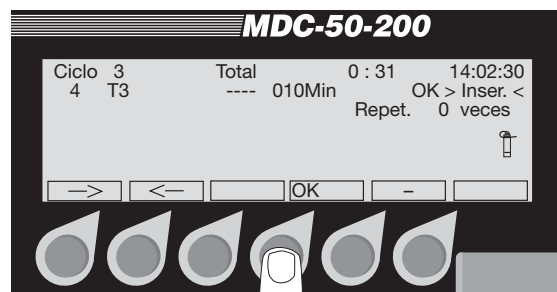 MDC-50-200
Ciclo 3 Total 0 : 31 14:02:30
4 T3 ---- 010Min OK > Inser. <
Repet. 0 veces
—> <— OK –